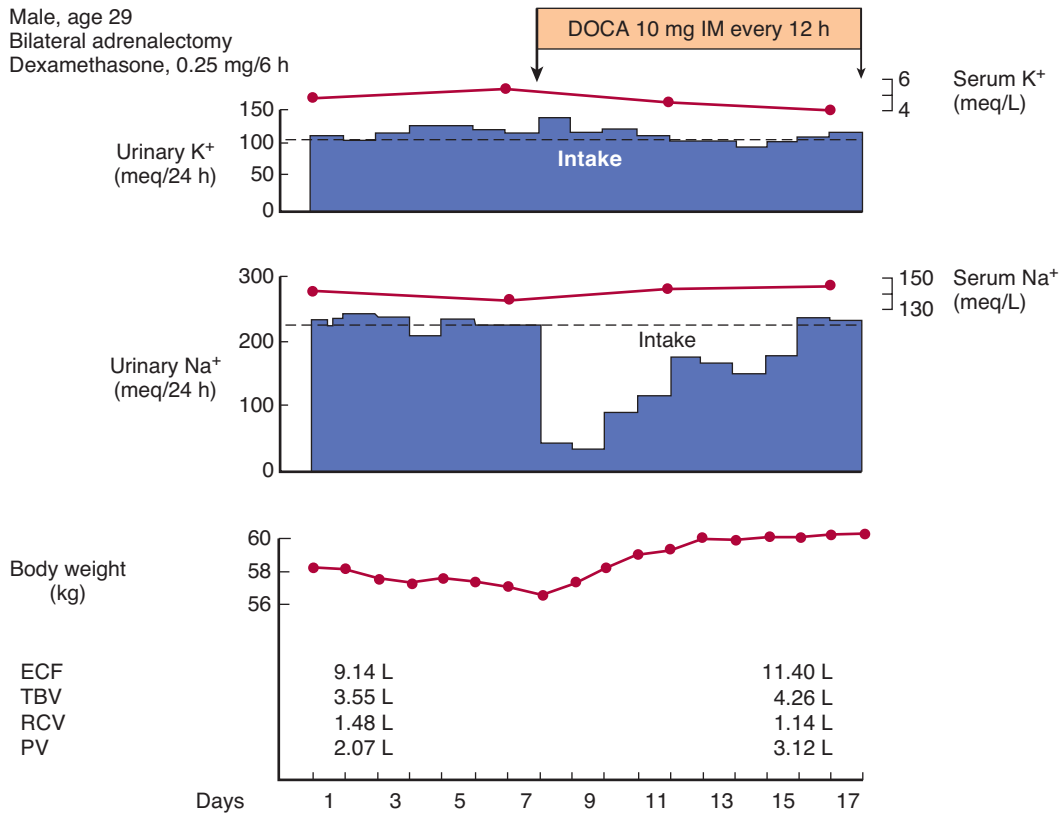 Male, age 29
Bilateral adrenalectomy
Dexamethasone, 0.25 mg/6 h
DOCA 10 mg IM every 12 h
6
4
Serum K+
(meq/L)
150
100
50
0
Urinary K+
(meq/24 h)
Intake
300
200
100
0
Urinary Na+
(meq/24 h)
Intake
150
130
Serum Na+
(meq/L)
60
58
56
Body weight
(kg)
ECF 9.14 L 11.40 L
TBV 3.55 L 4.26 L
RCV 1.48 L 1.14 L
PV 2.07 L 3.12 L
Days 1 3 5 7 9 11 13 15 17